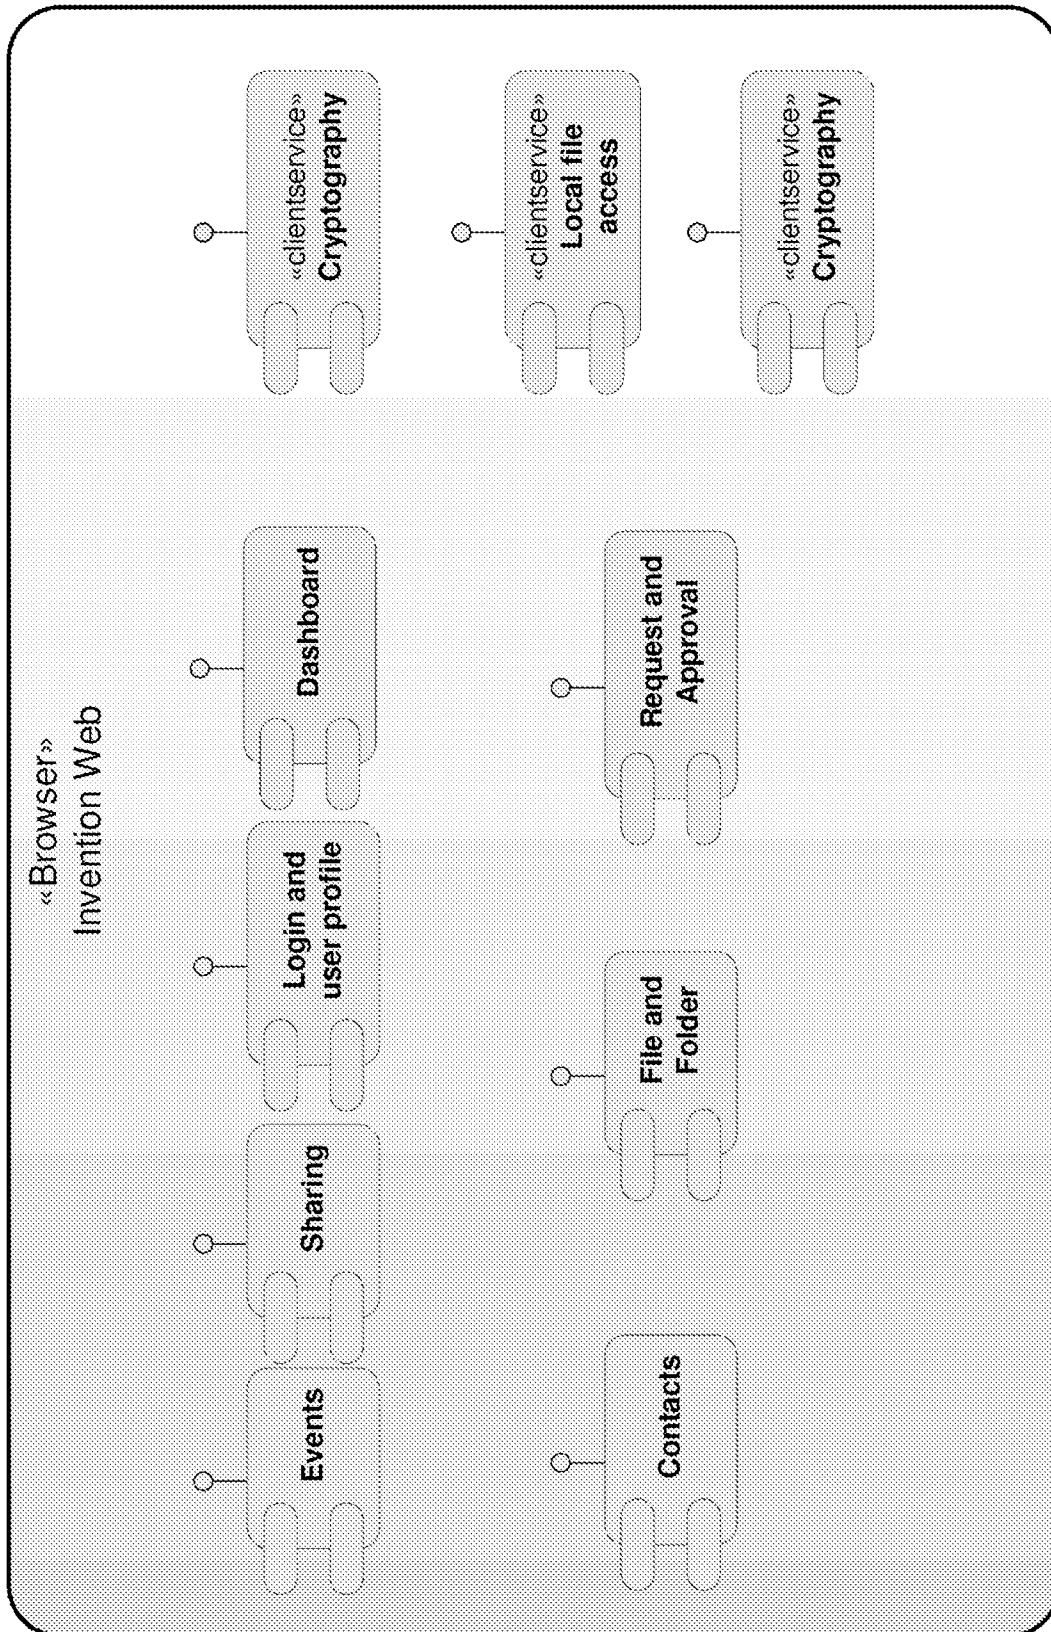 «Browser»
Invention Web
Events
Sharing
Login and
user profile
Dashboard
«clientservice»
Cryptography
«clientservice»
Local file
access
Contacts
File and
Folder
Request and
Approval
«clientservice»
Cryptography